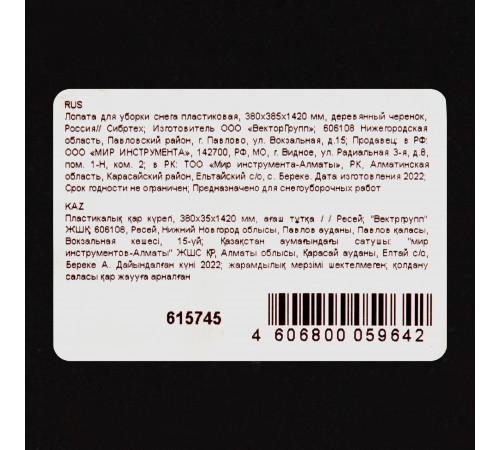 RUS
Лопата для уборки снега пластиковая, 380х385х1420 мм, деревянный черенок,
Россия// Сибртех; Изготовитель ООО «ВекторГрупп»; 606108 Нижегородская
область, Павловский район, г. Павлово, ул. Вокзальная, д.15; Продавец: в РФ:
ООО «МИР ИНСТРУМЕНТА», 142700, РФ, МО, г. Видное, ул. Радиальная 3-я, д.8,
пом. 1-Н, ком. 2; в РК: ТОО «Мир инструмента-Алматы», РК, Алматинская
область, Карасайский район, Ельтайский с/о, с. Береке. Дата изготовления 2022;
Срок годности не ограничен; Предназначено для снегоуборочных работ
KAZ
Пластикалық қар күрегі, 380х35х1420 мм, ағаш тұтқа / / Ресей; "Вектргрупп"
ЖШҚ 606108, Ресей, Нижний Новгород облысы, Павлов ауданы, Павлов қаласы,
Вокзальная көшесі, 15-үй; Қазақстан аумағындағы сатушы: "мир
инструментов-Алматы" ЖШС ҚР, Алматы облысы, Қарасай ауданы, Елтай с/о,
Береке А. Дайындалған күні 2022; жарамдылық мерзімі шектелмеген; қолдану
саласы қар жаууға арналған
615745
4 606800 059642